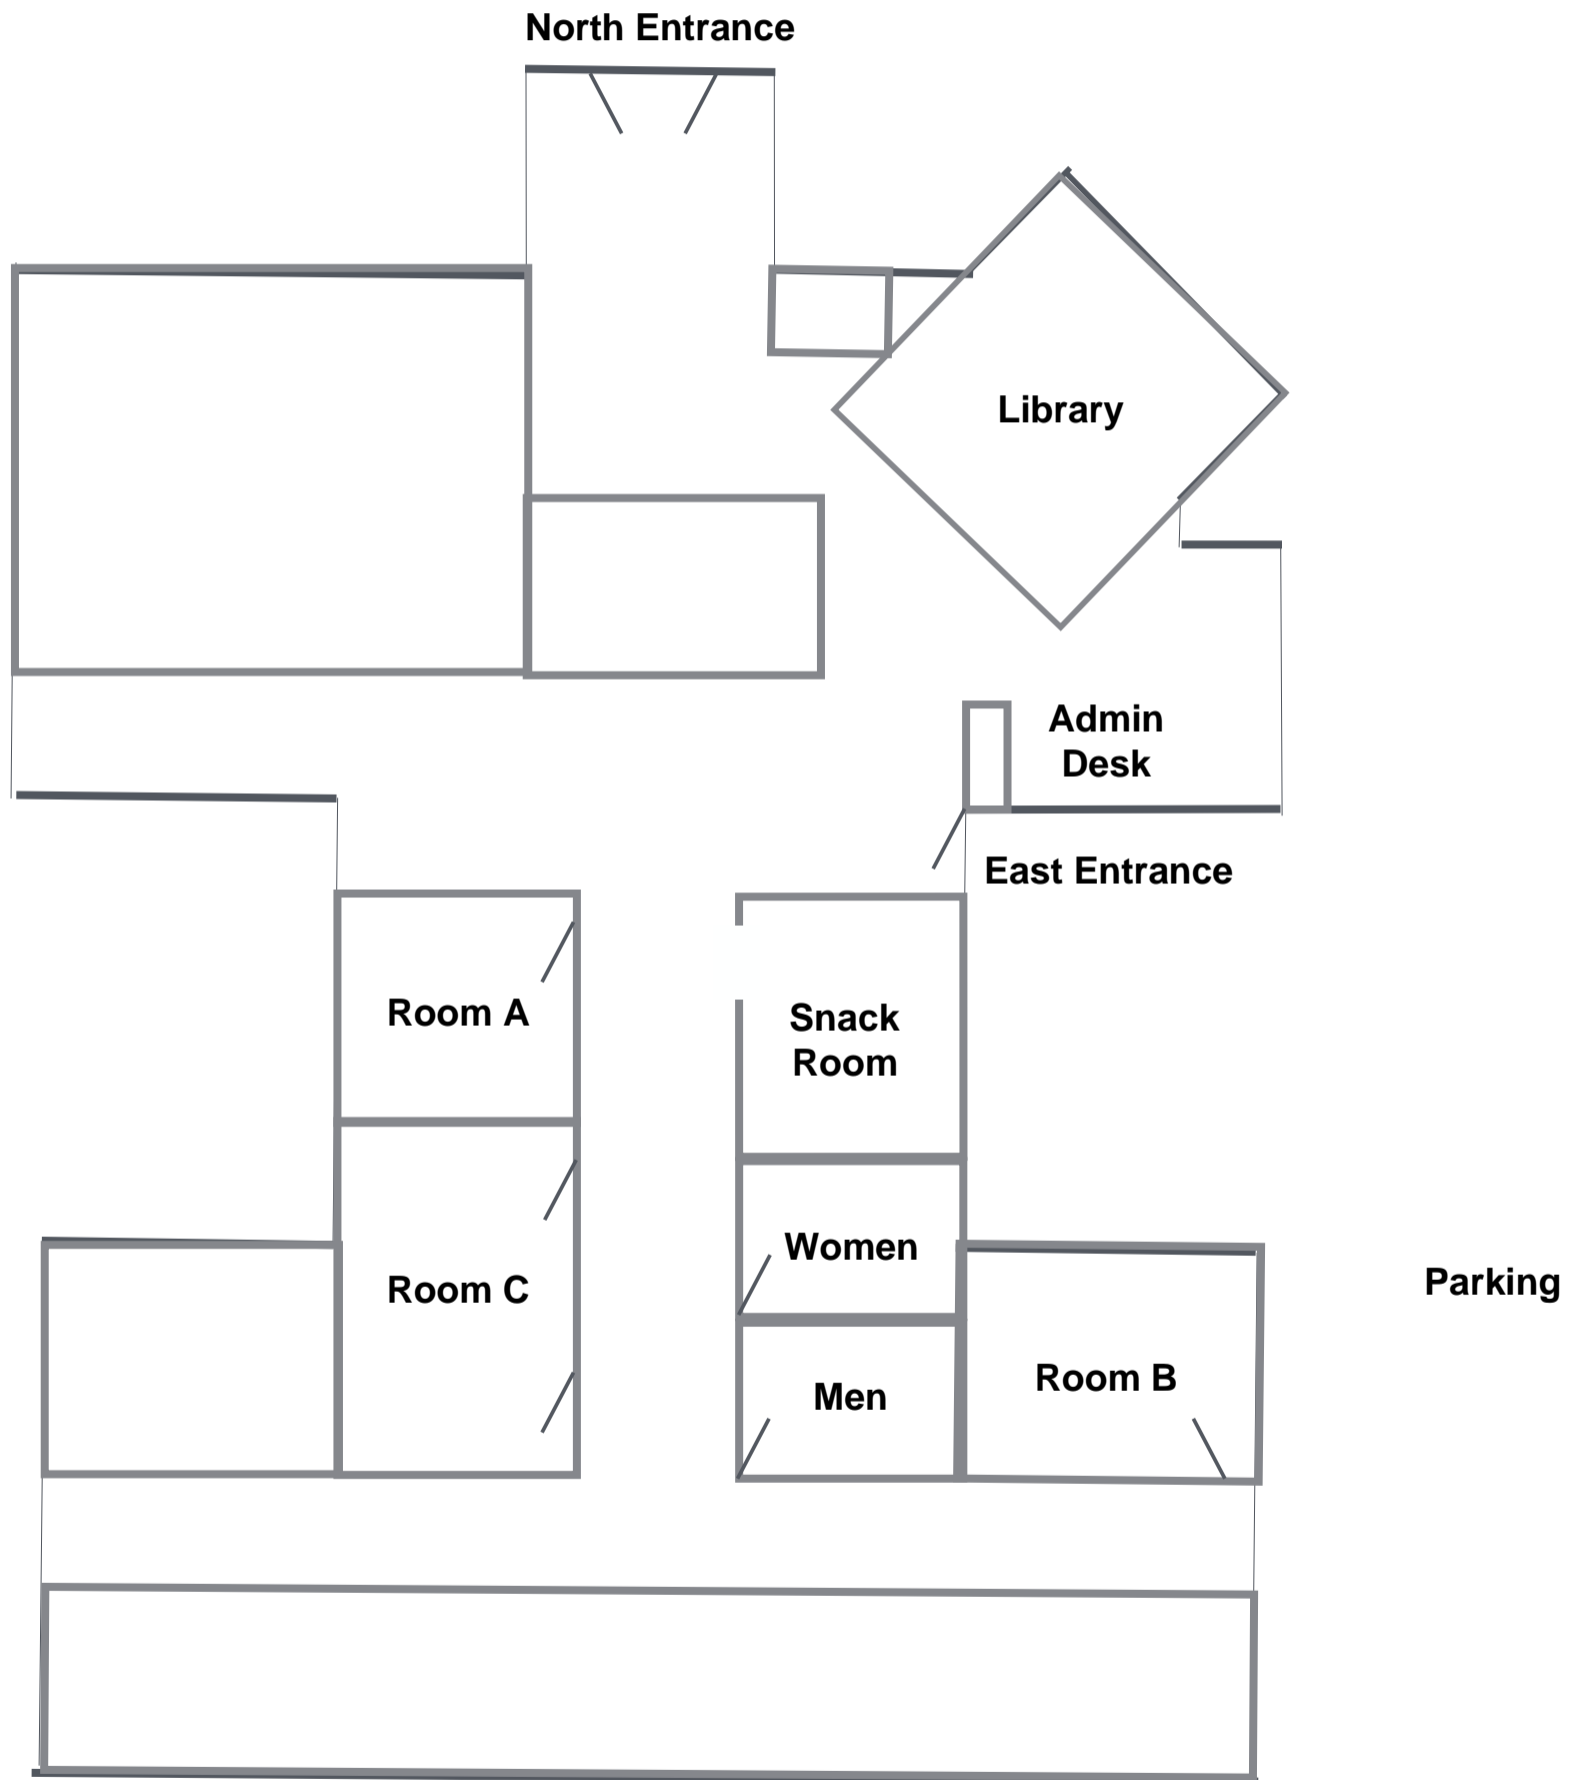 North Entrance
Library
Admin
Desk
East Entrance
Room A
Snack
Room
Women
Room C
Parking
Room B
Men